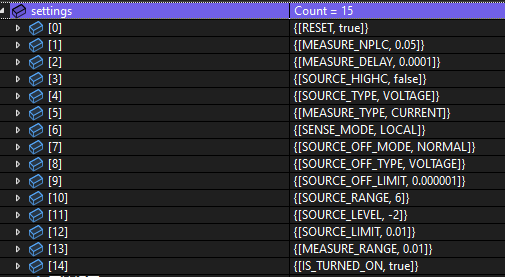 settings Count = 15
[0] {[RESET, true]}
[1] {[MEASURE_NPLC, 0.05]}
[2] {[MEASURE_DELAY, 0.0001]}
[3] {[SOURCE_HIGHC, false]}
[4] {[SOURCE_TYPE, VOLTAGE]}
[5] {[MEASURE_TYPE, CURRENT]}
[6] {[SENSE_MODE, LOCAL]}
[7] {[SOURCE_OFF_MODE, NORMAL]}
[8] {[SOURCE_OFF_TYPE, VOLTAGE]}
[9] {[SOURCE_OFF_LIMIT, 0.000001]}
[10] {[SOURCE_RANGE, 6]}
[11] {[SOURCE_LEVEL, -2]}
[12] {[SOURCE_LIMIT, 0.01]}
[13] {[MEASURE_RANGE, 0.01]}
[14] {[IS_TURNED_ON, true]}